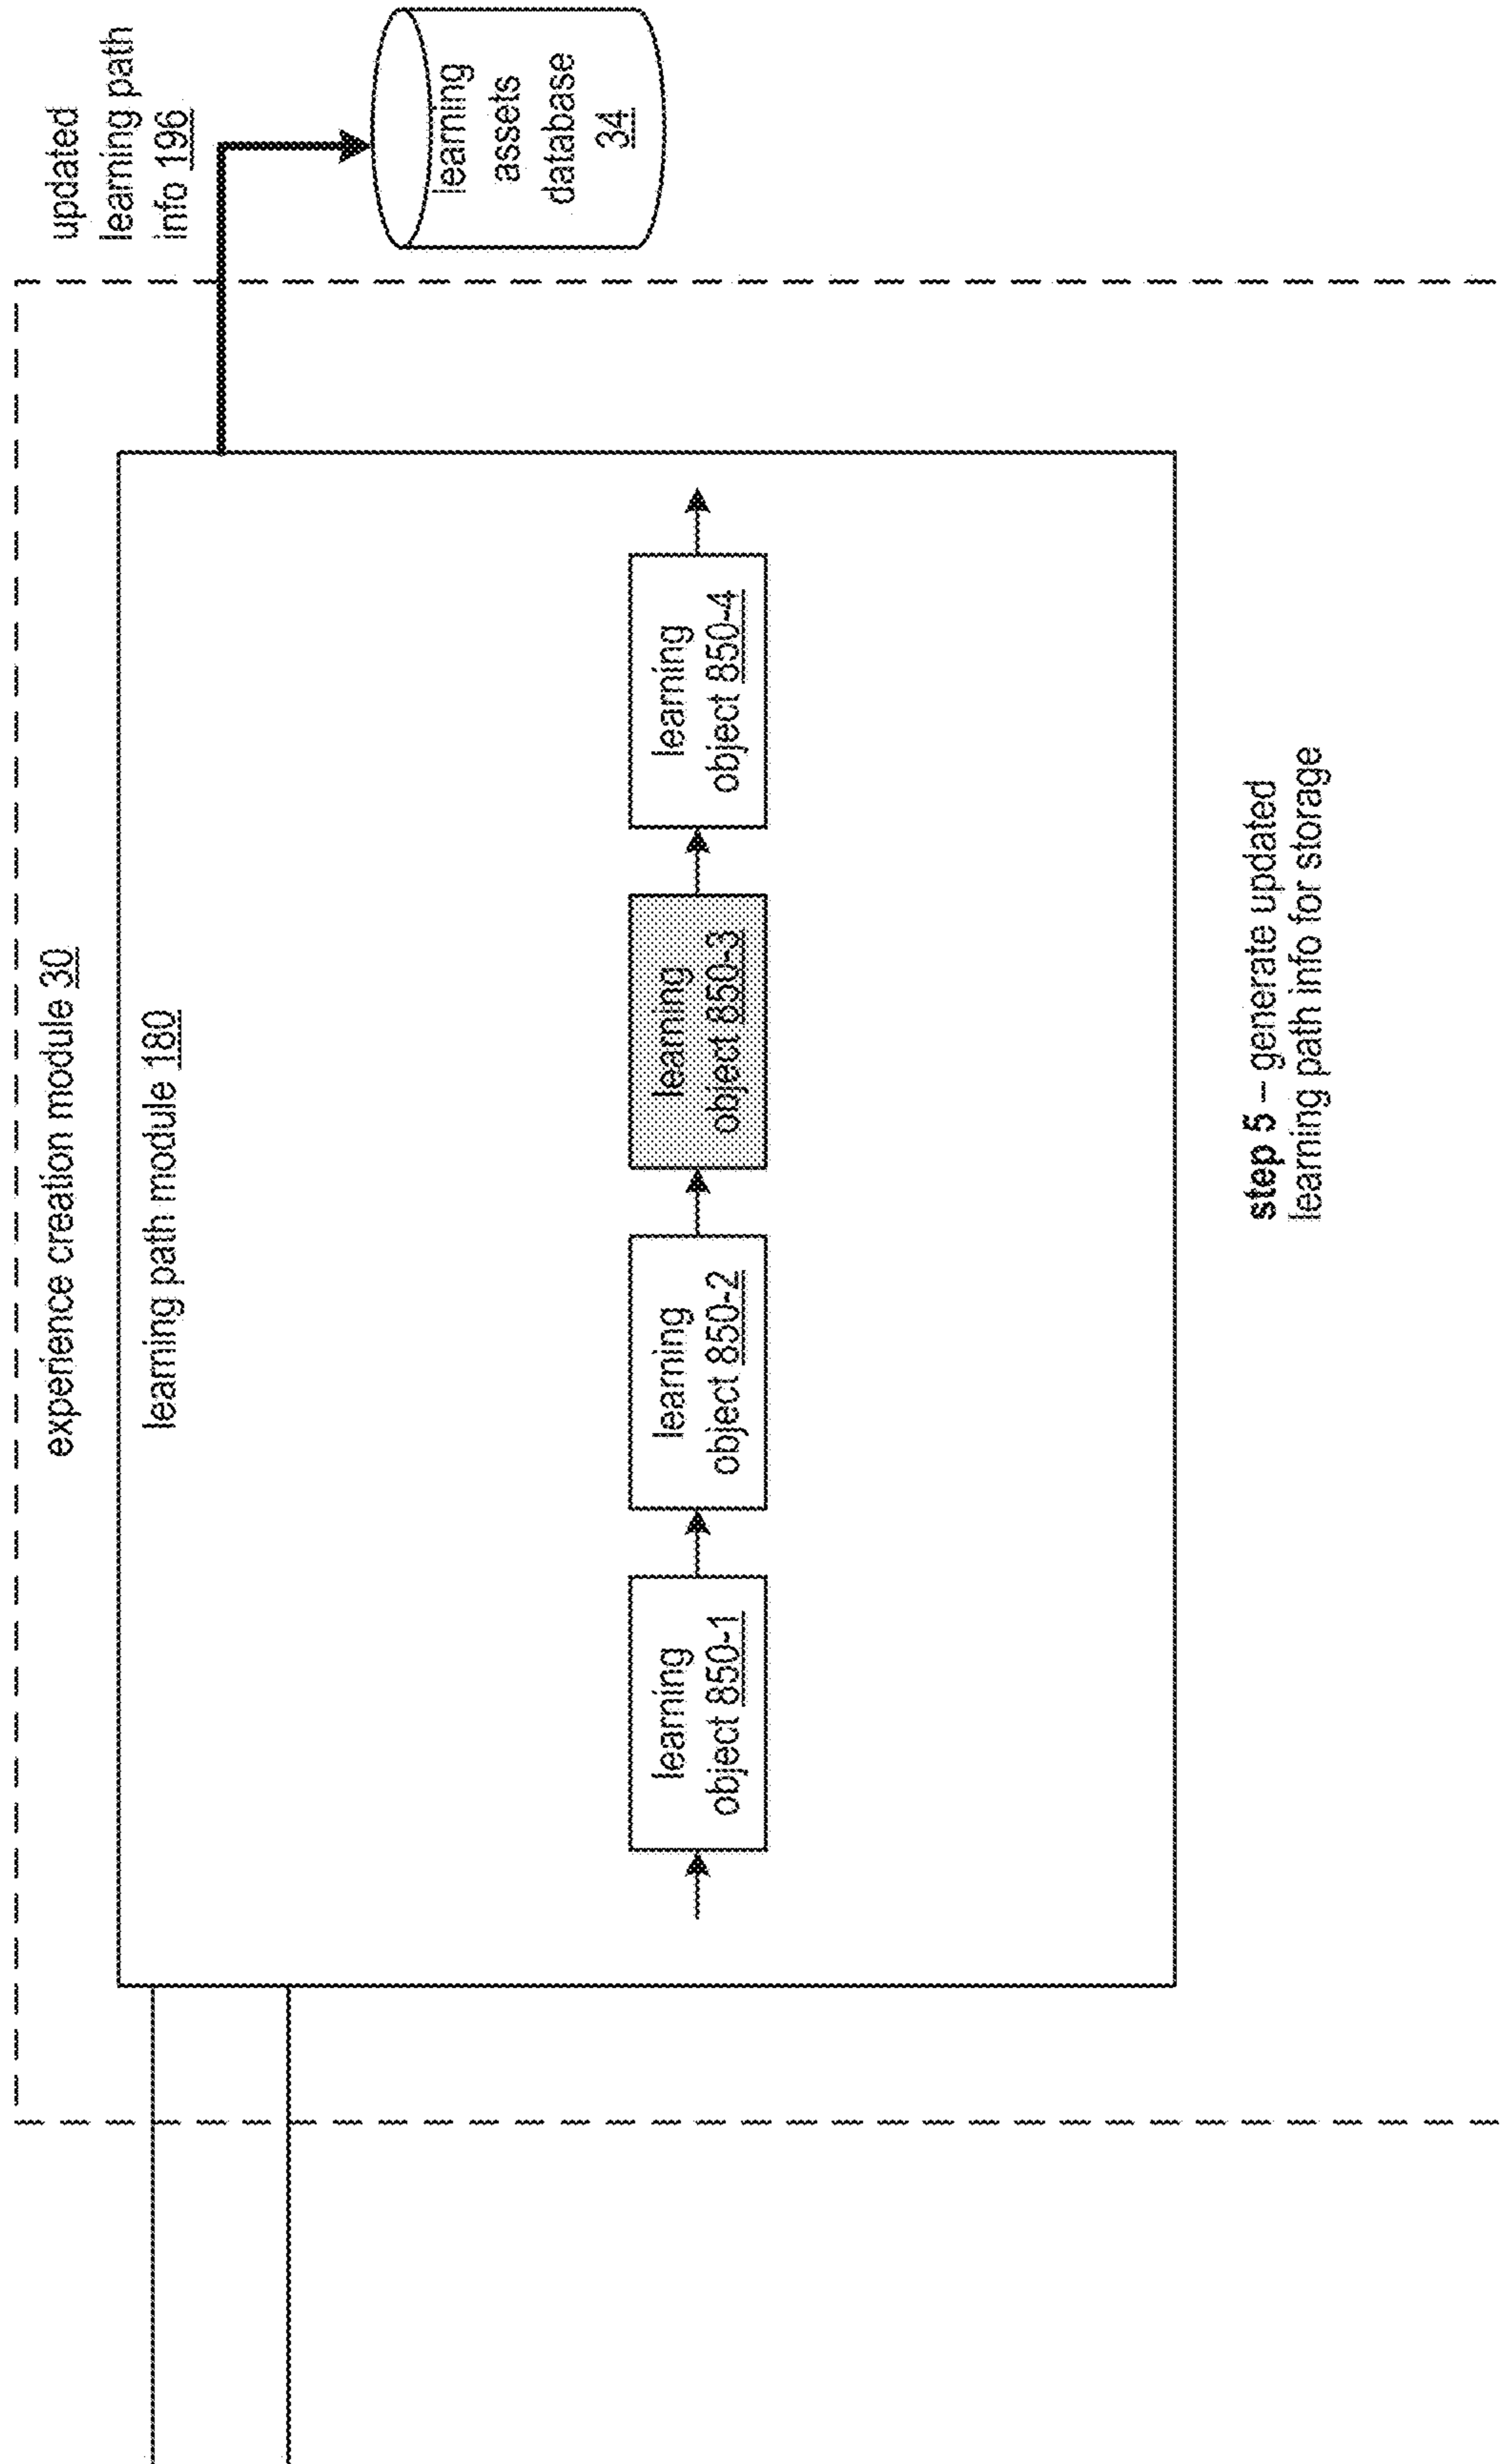 experience creation module 30
learning path module 180
updated
learning path
info 196
learning
assets
database
34
learning
object 850-1
learning
object 850-2
learning
object 850-3
learning
object 850-4
step 5 – generate updated
learning path info for storage